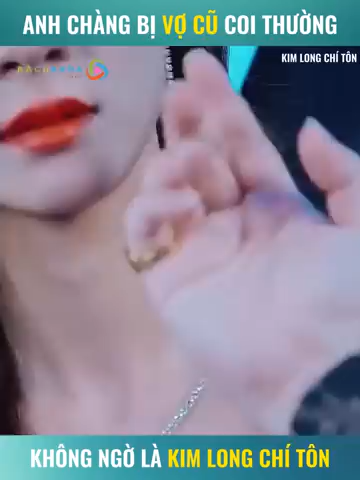 ANH CHÀNG BỊ VỢ CŨ COI THƯỜNG
KIM LONG CHÍ TÔN
KHÔNG NGỜ LÀ KIM LONG CHÍ TÔN